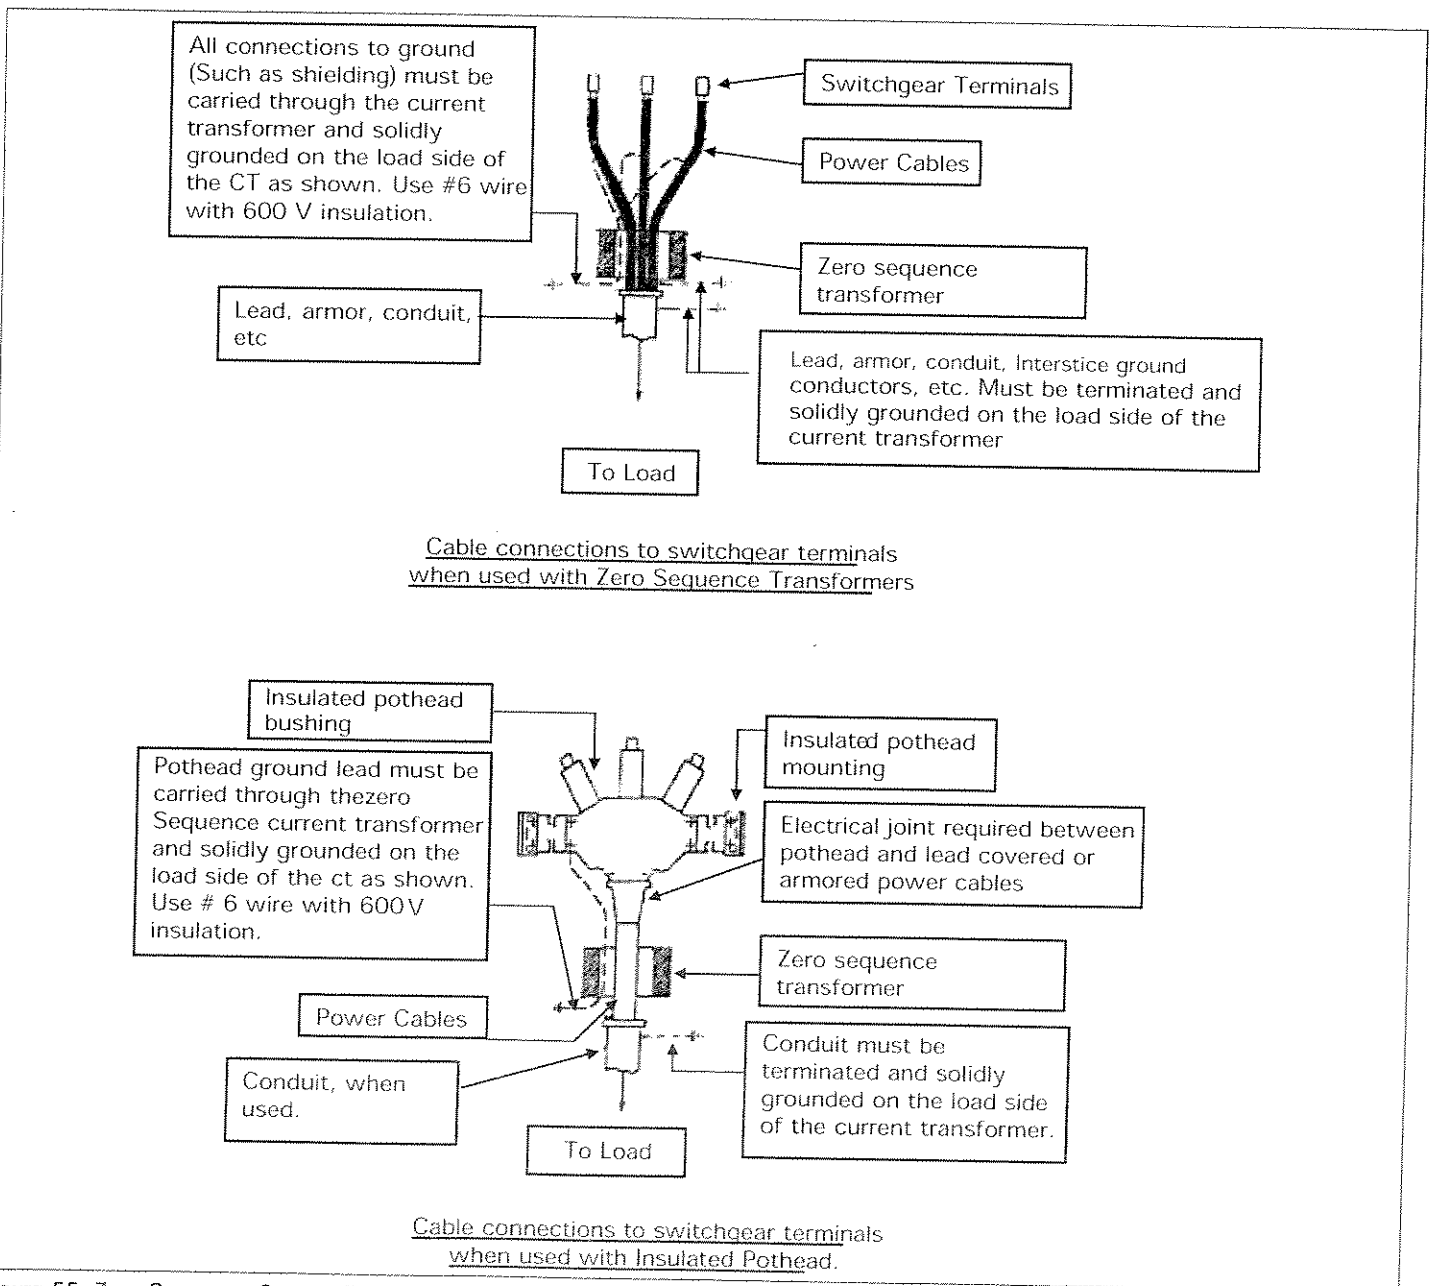 All connections to ground
(Such as shielding) must be
carried through the current
transformer and solidly
grounded on the load side of
the CT as shown. Use #6 wire
with 600 V insulation.
Switchgear Terminals
Power Cables
Zero sequence
transformer
Lead, armor, conduit,
etc
Lead, armor, conduit, Interstice ground
conductors, etc. Must be terminated and
solidly grounded on the load side of the
current transformer
To Load
Cable connections to switchgear terminals
when used with Zero Sequence Transformers
Insulated pothead
bushing
Insulated pothead
mounting
Pothead ground lead must be
carried through thezero
Sequence current transformer
and solidly grounded on the
load side of the ct as shown.
Use # 6 wire with 600V
insulation.
Electrical joint required between
pothead and lead covered or
armored power cables
Zero sequence
transformer
Power Cables
Conduit, when
used.
Conduit must be
terminated and solidly
grounded on the load side
of the current transformer.
To Load
Cable connections to switchgear terminals
when used with Insulated Pothead.